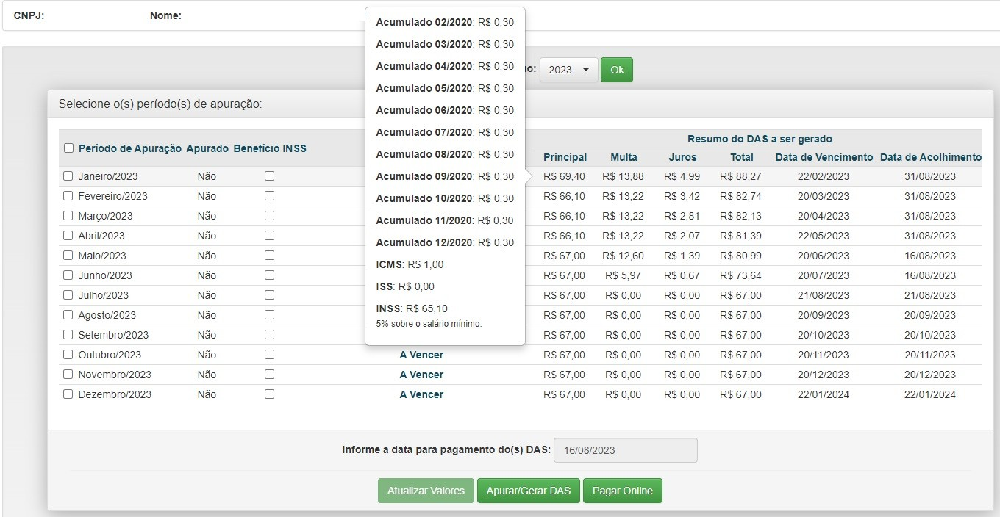 CNPJ: Nome:
io: 2023 Ok
Selecione o(s) período(s) de apuração:
Acumulado 02/2020: R$ 0,30
Acumulado 03/2020: R$ 0,30
Acumulado 04/2020: R$ 0,30
Acumulado 05/2020: R$ 0,30
Acumulado 06/2020: R$ 0,30
Acumulado 07/2020: R$ 0,30
Acumulado 08/2020: R$ 0,30
Acumulado 09/2020: R$ 0,30
Acumulado 10/2020: R$ 0,30
Acumulado 11/2020: R$ 0,30
Acumulado 12/2020: R$ 0,30
ICMS: R$ 1,00
ISS: R$ 0,00
INSS: R$ 65,10
5% sobre o salário mínimo.
Resumo do DAS a ser gerado
Período de Apuração Apurado Benefício INSS Principal Multa Juros Total Data de Vencimento Data de Acolhimento
Janeiro/2023 Não R$ 69,40 R$ 13,88 R$ 4,99 R$ 88,27 22/02/2023 31/08/2023
Fevereiro/2023 Não R$ 66,10 R$ 13,22 R$ 3,42 R$ 82,74 20/03/2023 31/08/2023
Março/2023 Não R$ 66,10 R$ 13,22 R$ 2,81 R$ 82,13 20/04/2023 31/08/2023
Abril/2023 Não R$ 66,10 R$ 13,22 R$ 2,07 R$ 81,39 22/05/2023 31/08/2023
Maio/2023 Não R$ 67,00 R$ 12,60 R$ 1,39 R$ 80,99 20/06/2023 16/08/2023
Junho/2023 Não R$ 67,00 R$ 5,97 R$ 0,67 R$ 73,64 20/07/2023 16/08/2023
Julho/2023 Não R$ 67,00 R$ 0,00 R$ 0,00 R$ 67,00 21/08/2023 21/08/2023
Agosto/2023 Não R$ 67,00 R$ 0,00 R$ 0,00 R$ 67,00 20/09/2023 20/09/2023
Setembro/2023 Não R$ 67,00 R$ 0,00 R$ 0,00 R$ 67,00 20/10/2023 20/10/2023
Outubro/2023 Não A Vencer R$ 67,00 R$ 0,00 R$ 0,00 R$ 67,00 20/11/2023 20/11/2023
Novembro/2023 Não A Vencer R$ 67,00 R$ 0,00 R$ 0,00 R$ 67,00 20/12/2023 20/12/2023
Dezembro/2023 Não A Vencer R$ 67,00 R$ 0,00 R$ 0,00 R$ 67,00 22/01/2024 22/01/2024
Informe a data para pagamento do(s) DAS: 16/08/2023
Atualizar Valores Apurar/Gerar DAS Pagar Online